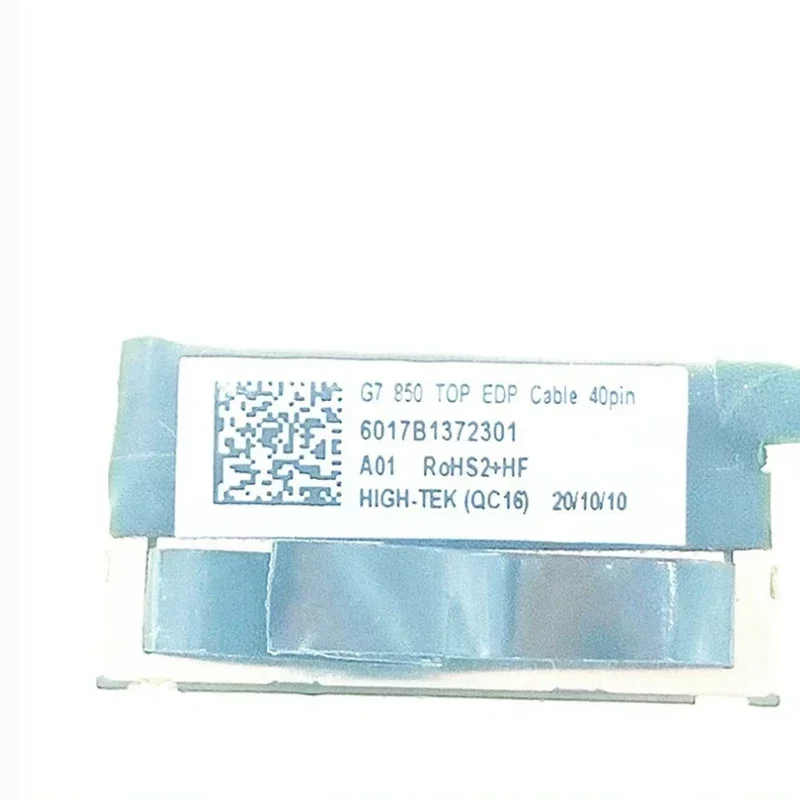 G7 850 TOP EDP Cable 40pin
6017B1372301
A01 RoHS2+HF
HIGH-TEK (QC16) 20/10/10